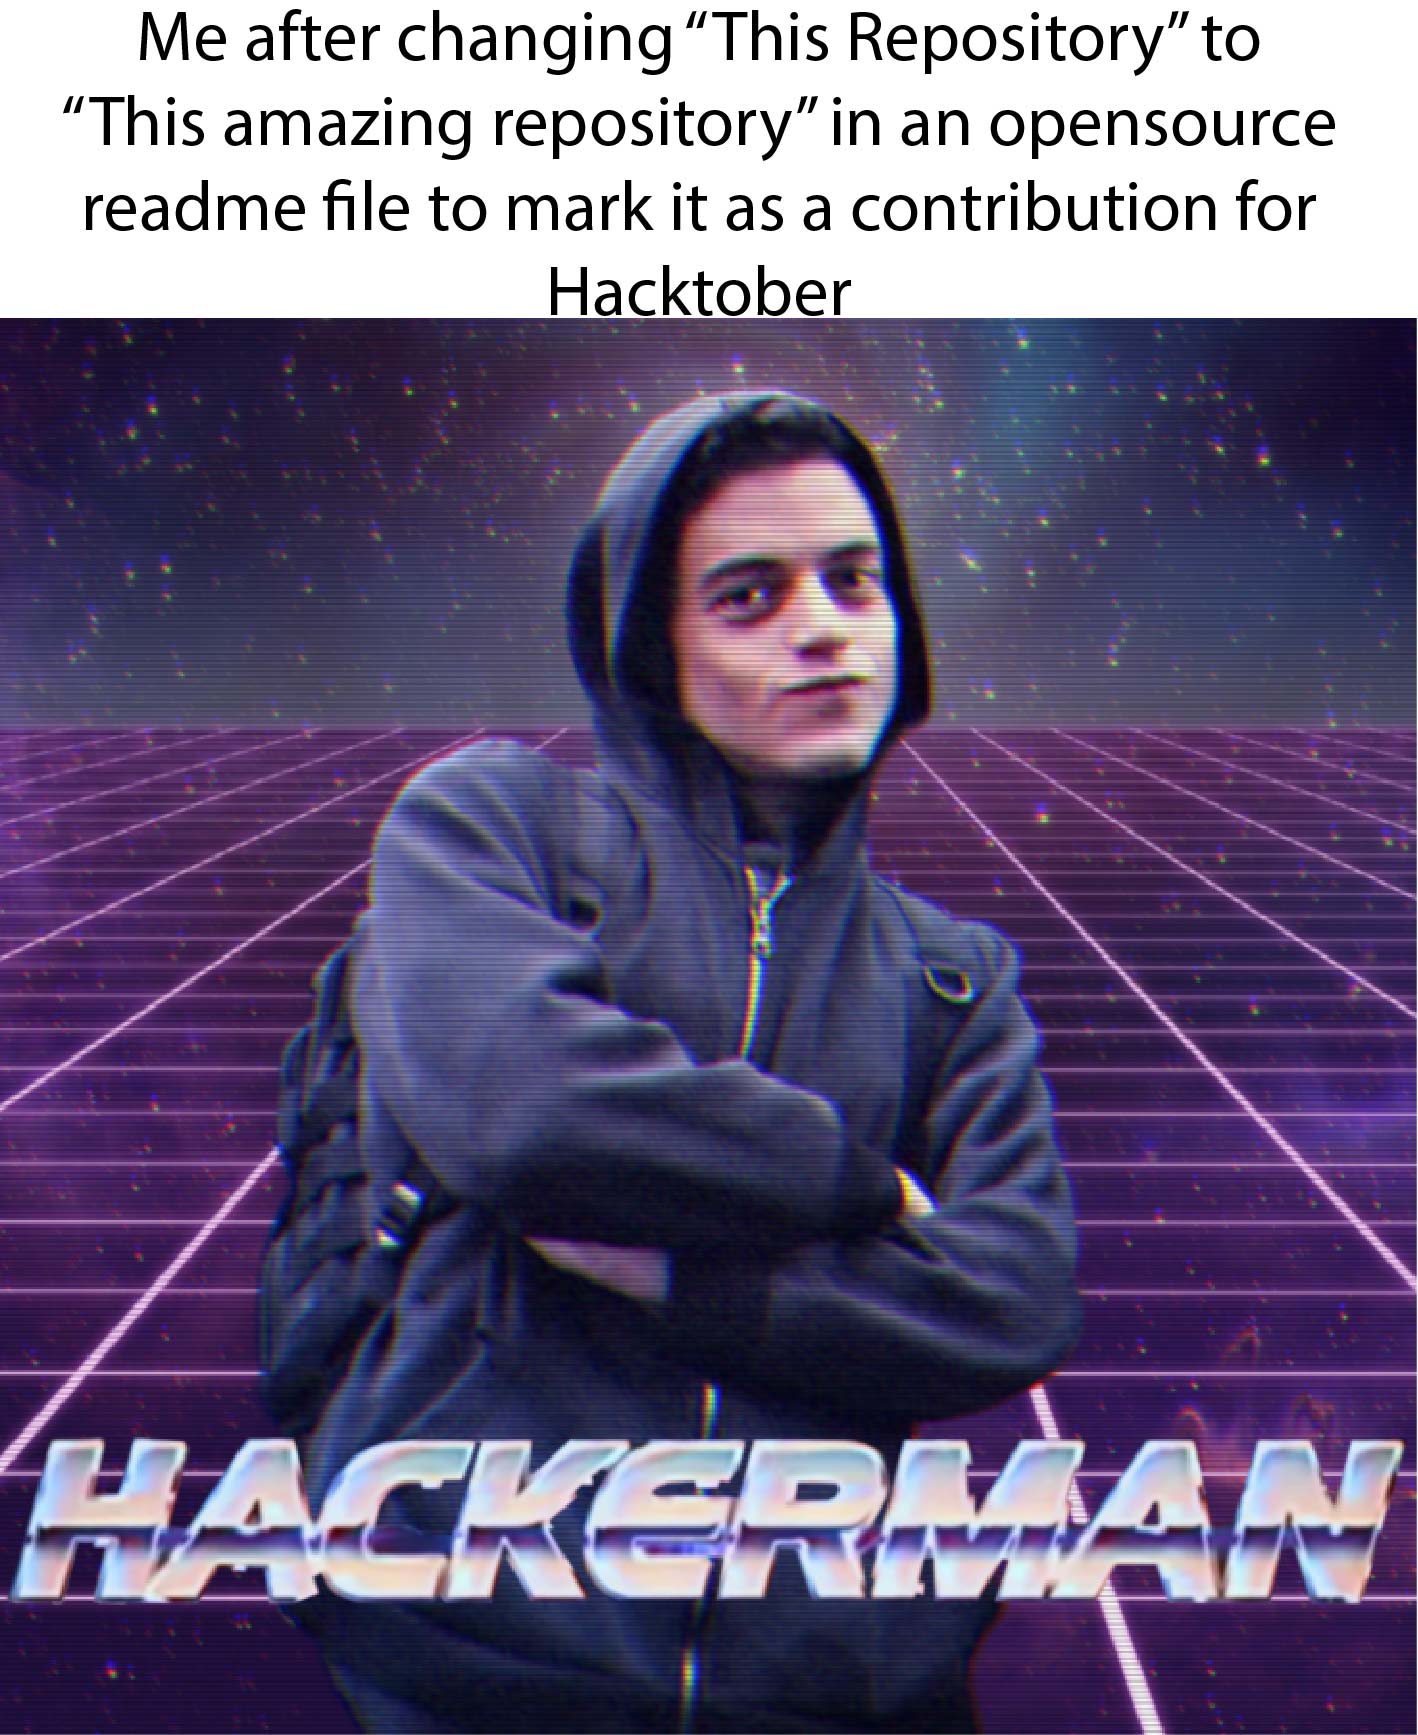 Me after changing “This Repository” to
“This amazing repository” in an opensource
readme file to mark it as a contribution for
Hacktober
HACKERMAN